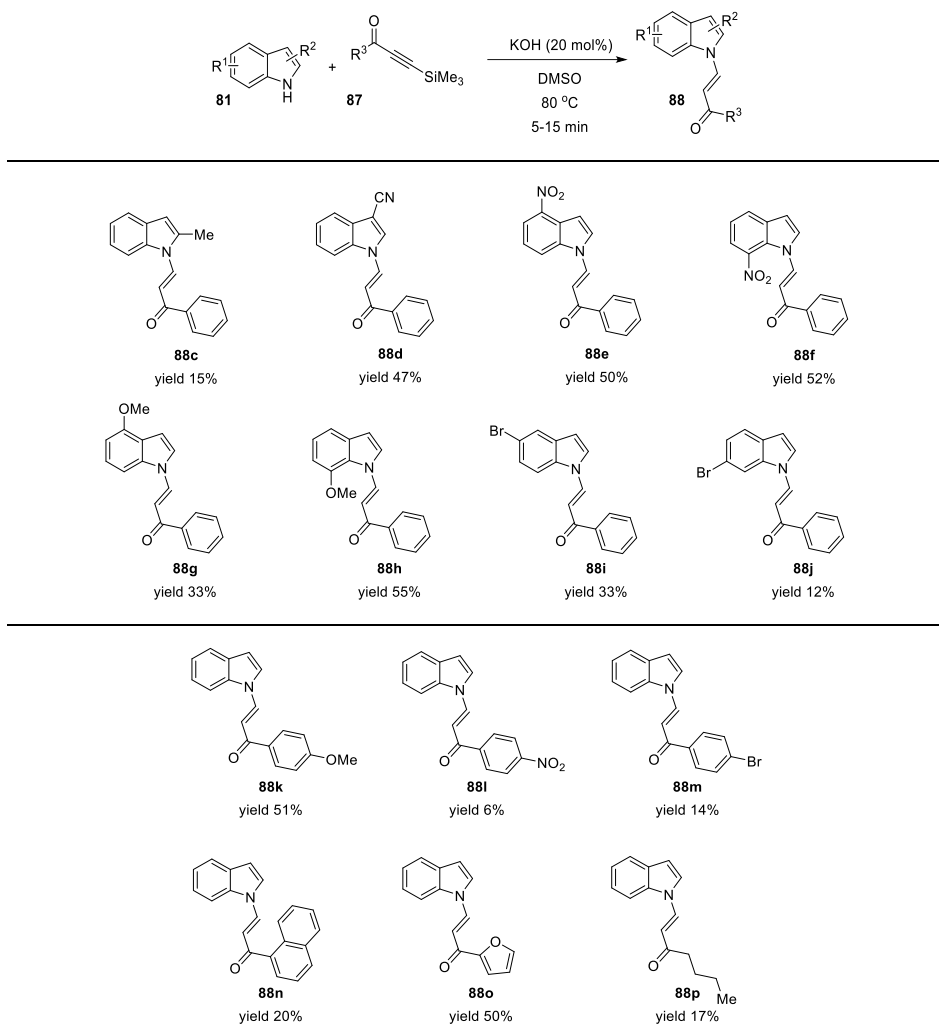 R1 R2 N H 81 + O R3 SiMe3 87 KOH (20 mol%) DMSO 80 oC 5-15 min R1 R2 N O R3 88
N Me O
88c
yield 15%
CN N O
88d
yield 47%
NO2 N O
88e
yield 50%
N NO2 O
88f
yield 52%
OMe N O
88g
yield 33%
N OMe O
88h
yield 55%
Br N O
88i
yield 33%
Br N O
88j
yield 12%
N O OMe
88k
yield 51%
N O NO2
88l
yield 6%
N O Br
88m
yield 14%
N O
88n
yield 20%
N O O
88o
yield 50%
N O Me
88p
yield 17%